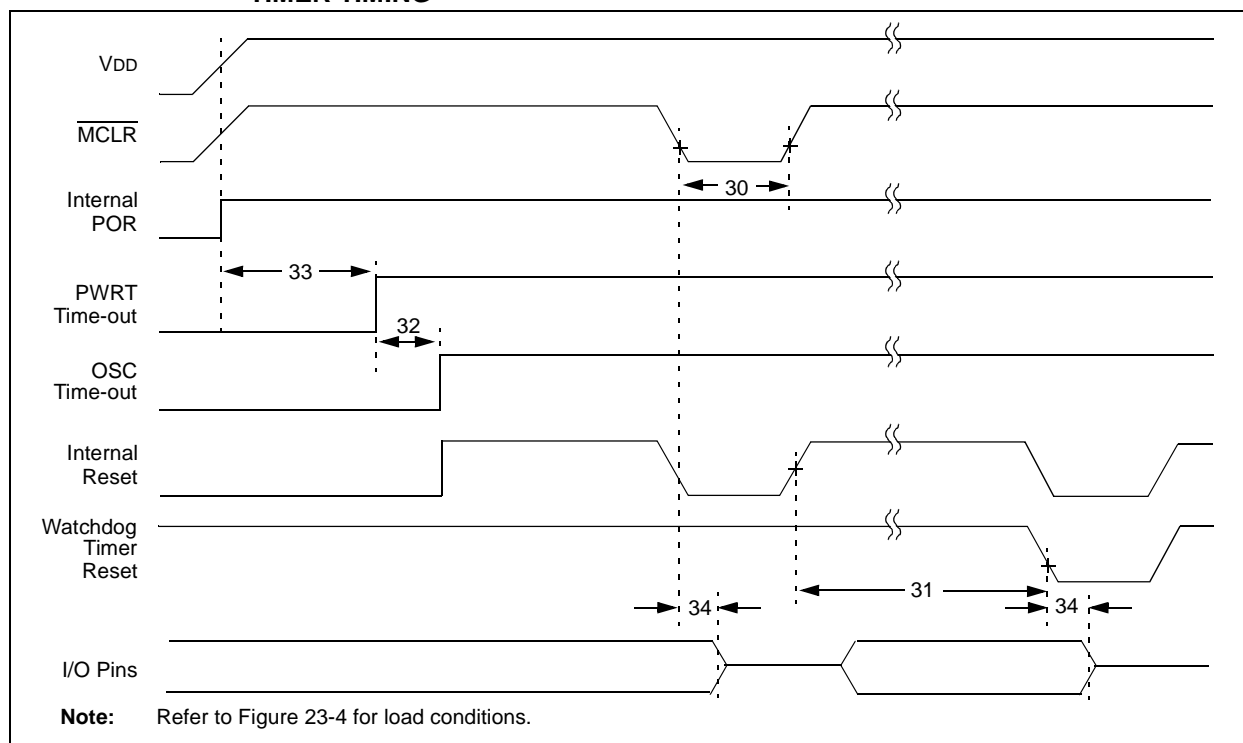 TIMER TIMING
VDD
MCLR
30
Internal
POR
33
PWRT
Time-out
32
OSC
Time-out
Internal
Reset
Watchdog
Timer
Reset
31
34
34
I/O Pins
Note: Refer to Figure 23-4 for load conditions.